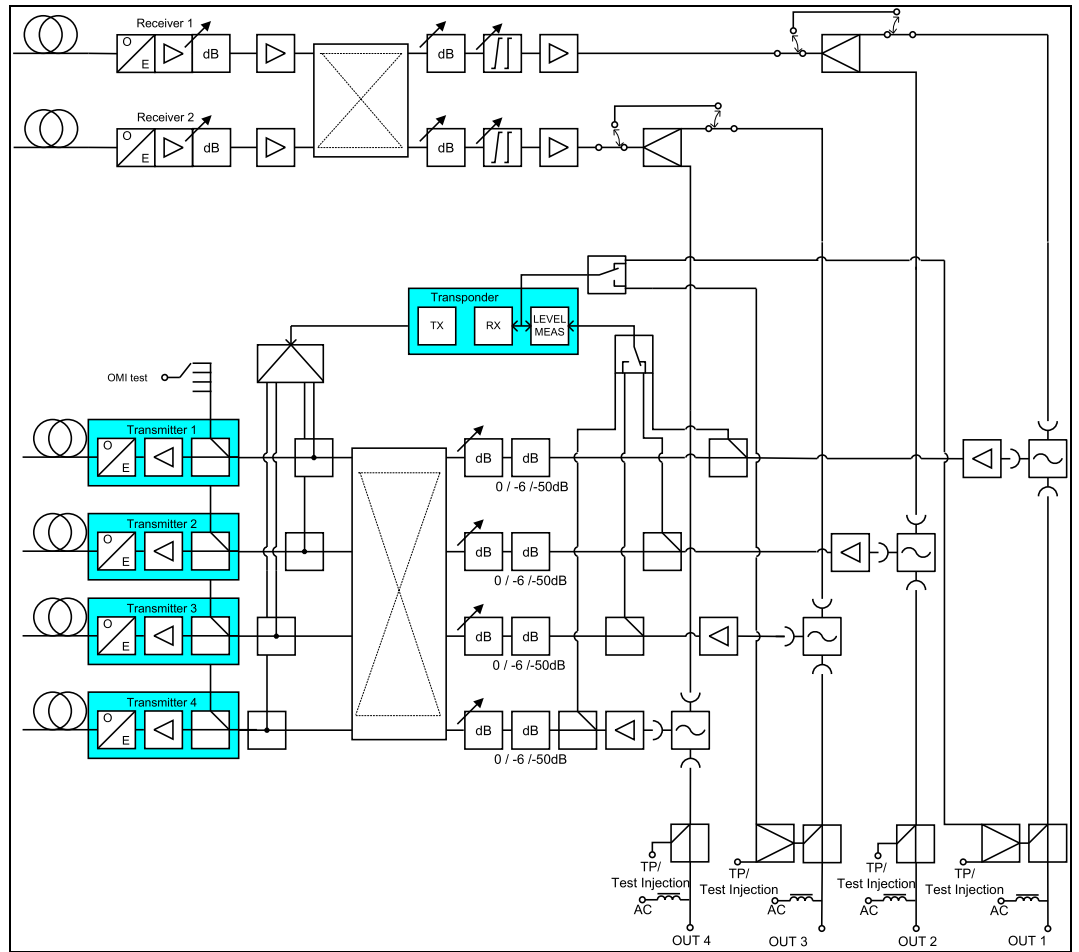 Receiver 1
O
E
dB
dB
Receiver 2
O
E
dB
dB
Transponder
TX
RX
LEVEL
MEAS
OMI test
Transmitter 1
O
E
dB
dB
0 / -6 /-50dB
Transmitter 2
O
E
dB
dB
0 / -6 /-50dB
Transmitter 3
O
E
dB
dB
0 / -6 /-50dB
Transmitter 4
O
E
dB
dB
0 / -6 /-50dB
TP/
Test Injection
AC
OUT 4
TP/
Test Injection
AC
OUT 3
TP/
Test Injection
AC
OUT 2
TP/
Test Injection
AC
OUT 1